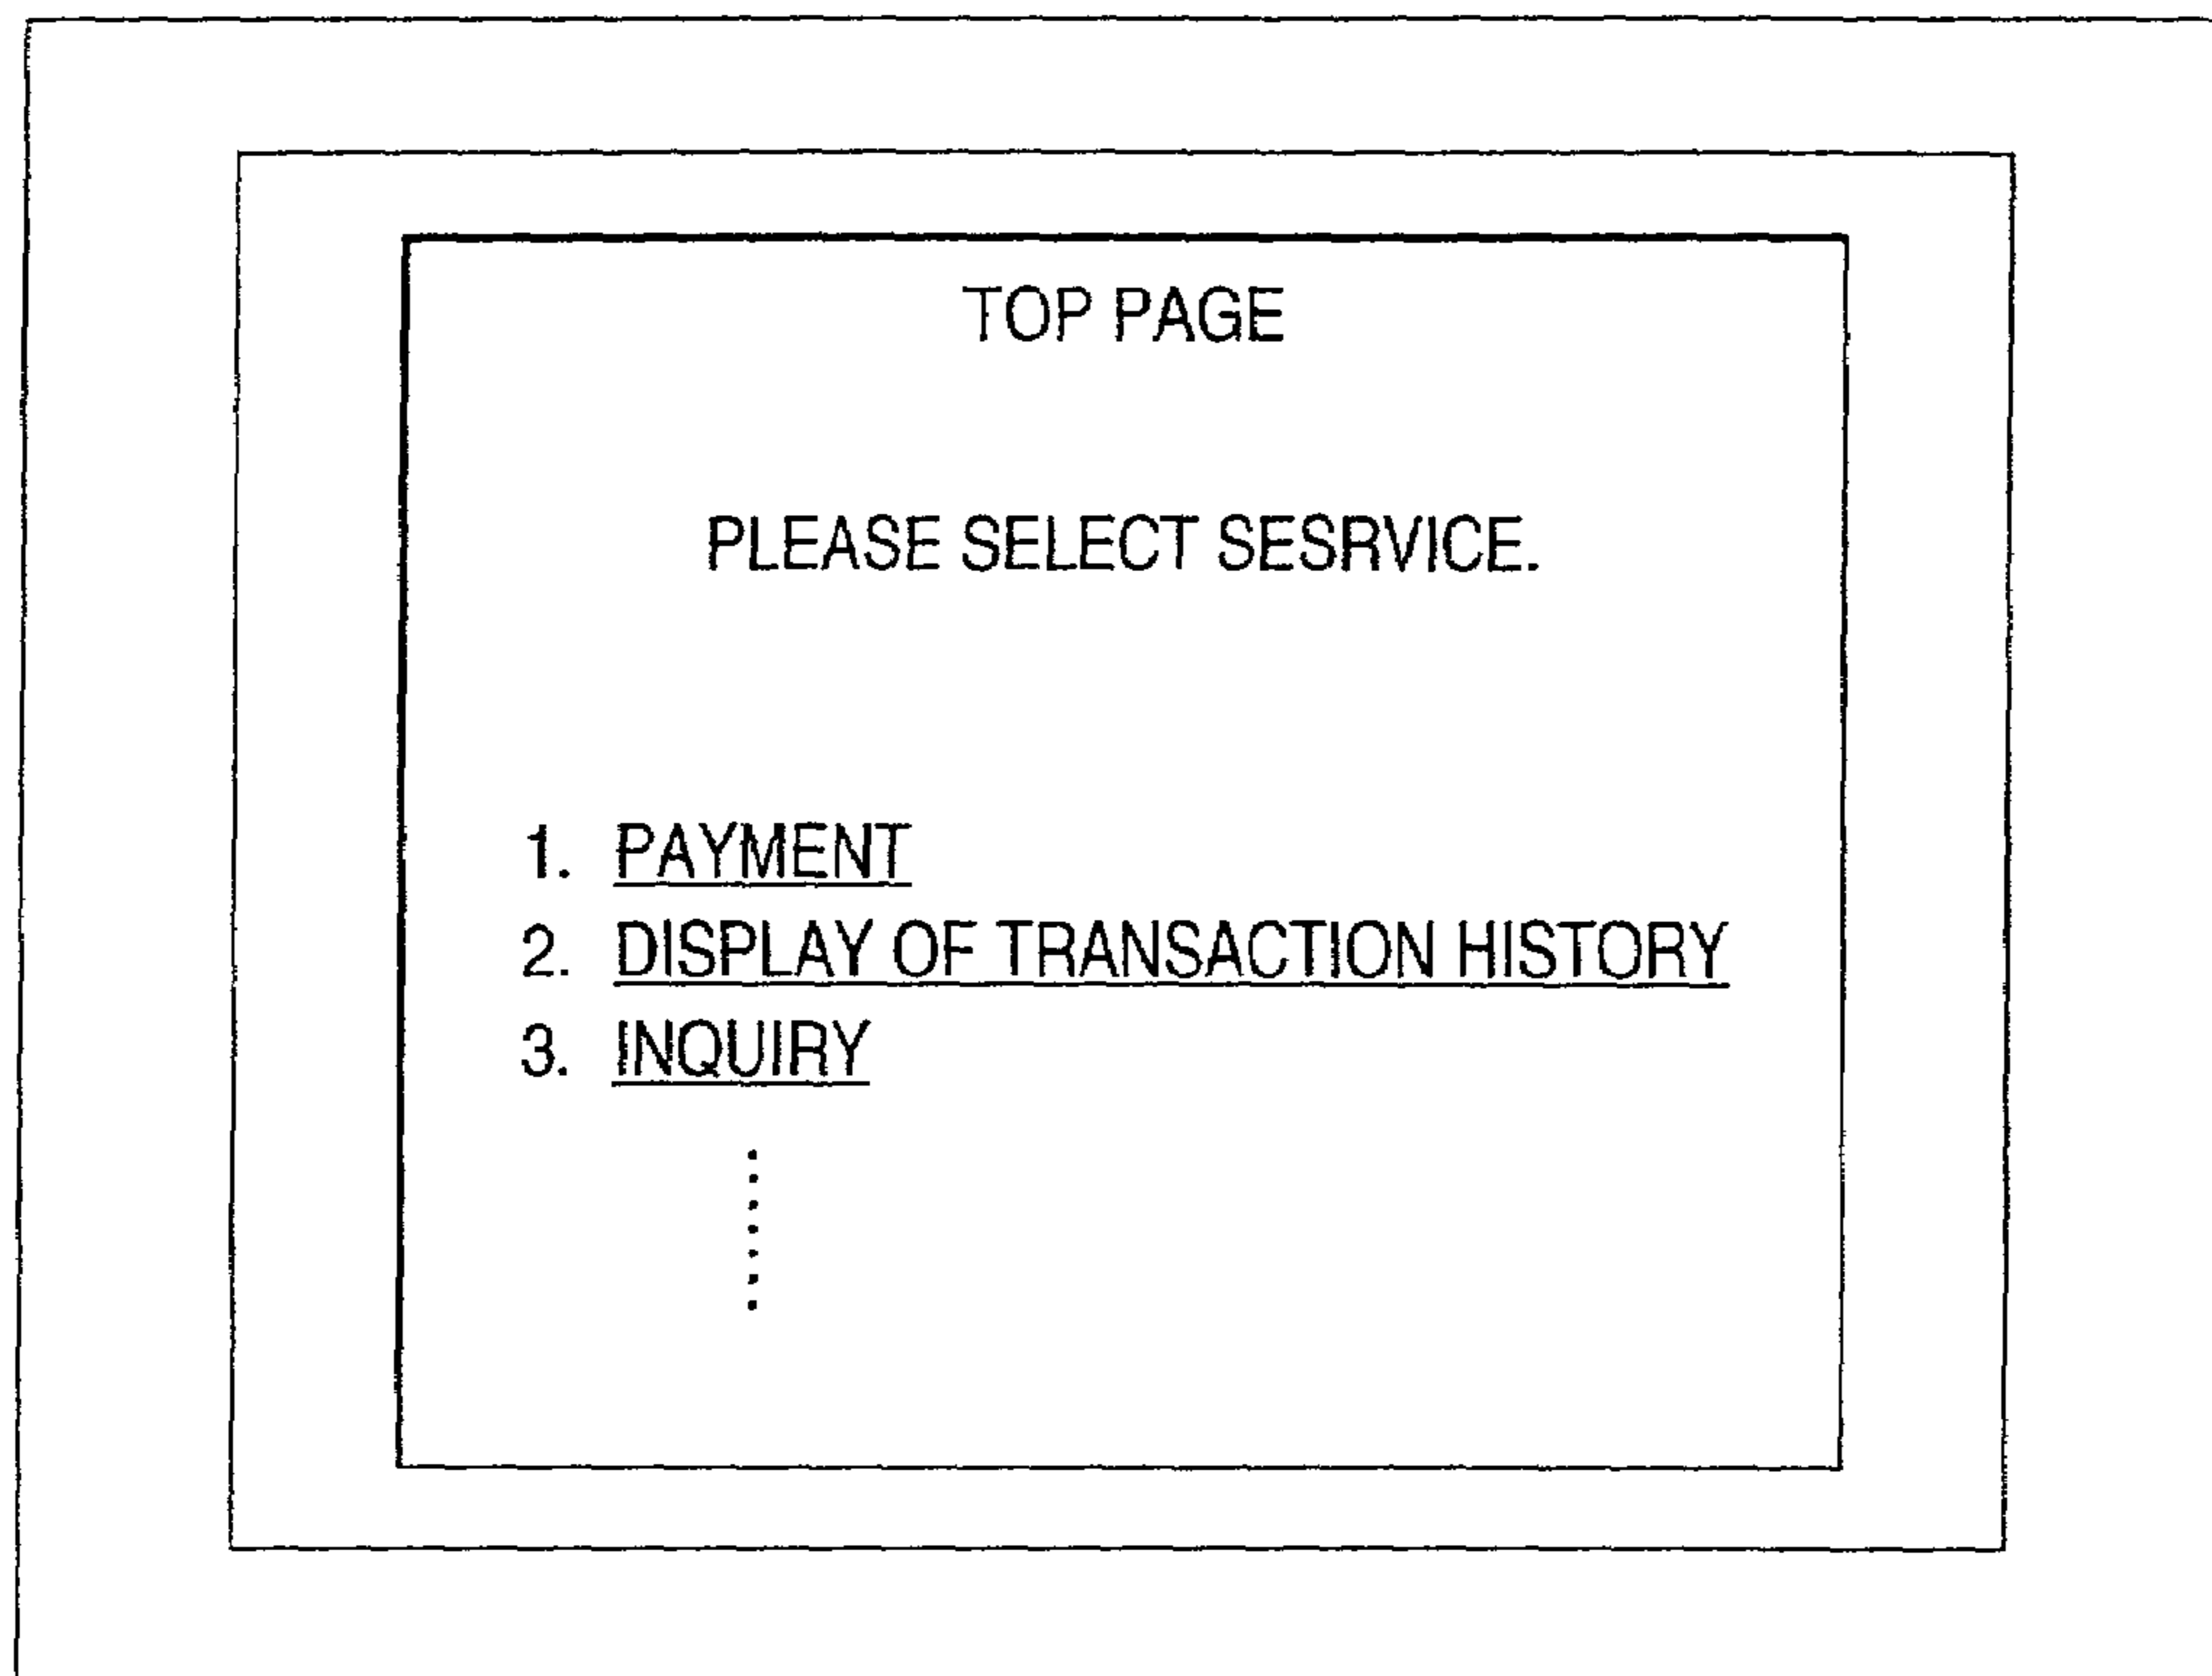 TOP PAGE
PLEASE SELECT SESRVICE.
1. PAYMENT
2. DISPLAY OF TRANSACTION HISTORY
3. INQUIRY